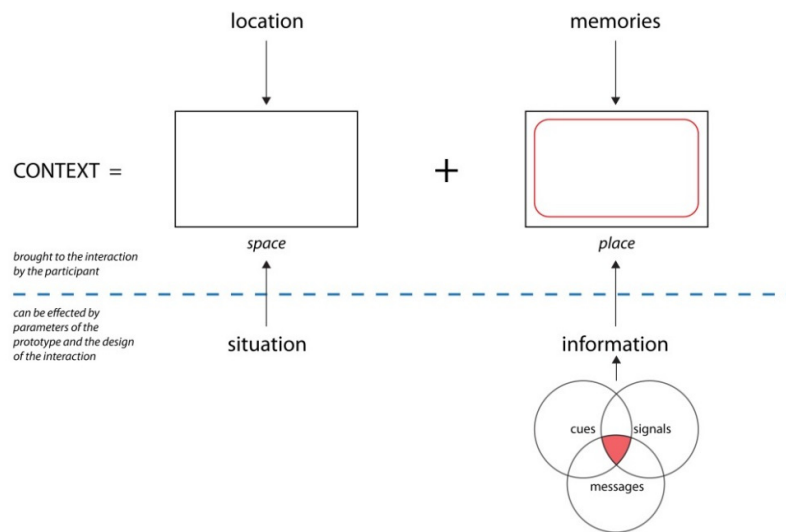 location
memories
CONTEXT =
+
space
place
brought to the interaction
by the participant
can be effected by
parameters of the
prototype and the design
of the interaction
situation
information
cues
signals
messages